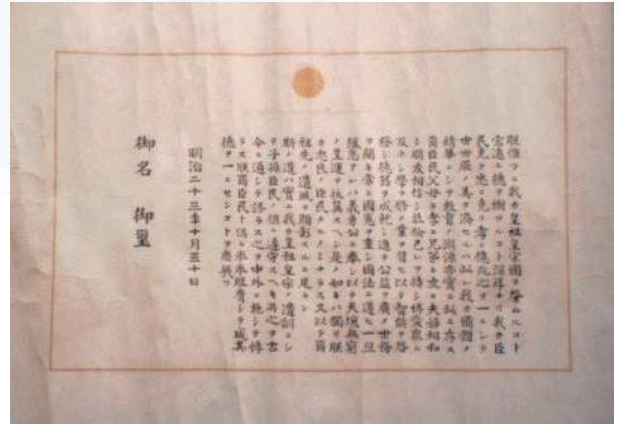 朕惟フニ我カ皇祖皇宗國ヲ肇ムルコト
宏遠ニ德ヲ樹ツルコト深厚ナリ我カ臣
民克ク忠ニ克ク孝ニ億兆心ヲ一ニシテ
世世厥ノ美ヲ濟セルハ此レ我カ國體ノ
精華ニシテ教育ノ淵源亦實ニ此ニ存ス
爾臣民父母ニ孝ニ兄弟ニ友ニ夫婦相和
シ朋友相信シ恭儉己レヲ持シ博愛衆ニ
及ホシ學ヲ修メ業ヲ習ヒ以テ智能ヲ啓
發シ德器ヲ成就シ進テ公益ヲ廣メ世務
ヲ開キ常ニ國憲ヲ重シ國法ニ遵ヒ一旦
緩急アレハ義勇公ニ奉シ以テ天壤無窮
ノ皇運ヲ扶翼スヘシ是ノ如キハ獨リ朕
カ忠良ノ臣民タルノミナラス又以テ爾
祖先ノ遺風ヲ顯彰スルニ足ラン
斯ノ道ハ實ニ我カ皇祖皇宗ノ遺訓ニシ
テ子孫臣民ノ俱ニ遵守スヘキ所之ヲ古
今ニ通シテ謬ラス之ヲ中外ニ施シテ悖
ラス朕爾臣民ト俱ニ拳拳服膺シテ咸其
德ヲ一ニセンコトヲ庶幾フ
明治二十三年十月三十日
御名 御璽